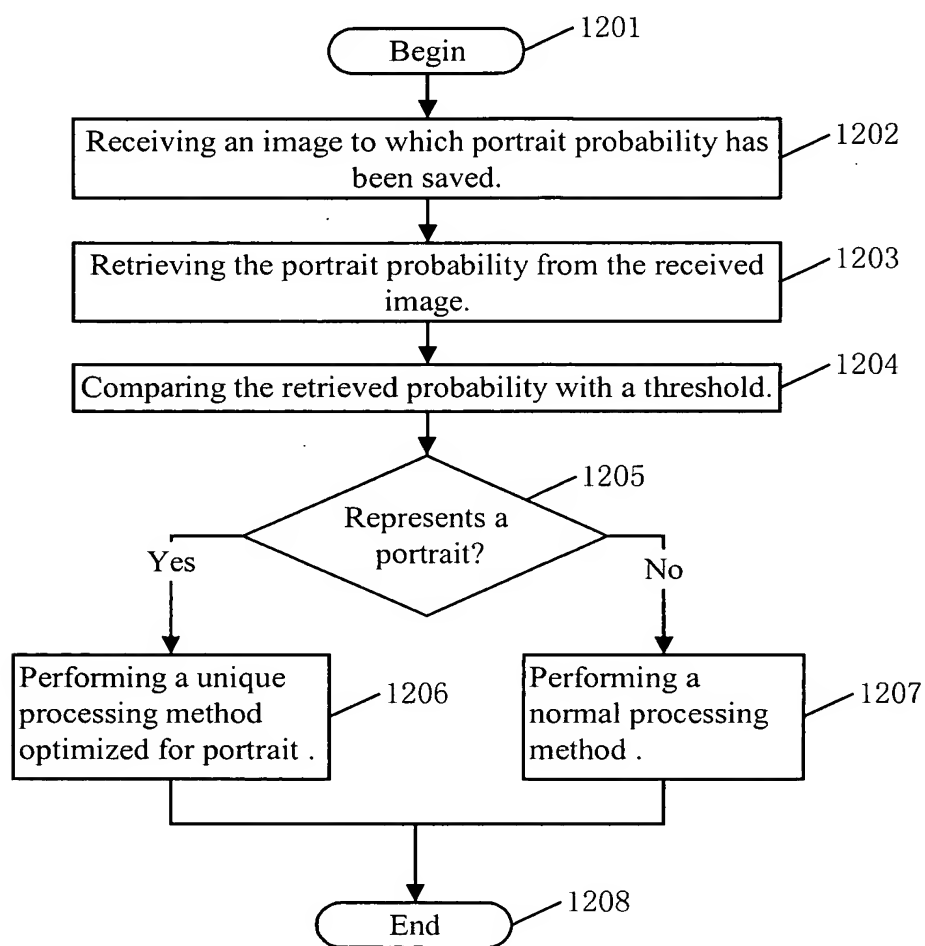 Begin
1201
Receiving an image to which portrait probability has
been saved.
1202
Retrieving the portrait probability from the received
image.
1203
Comparing the retrieved probability with a threshold.
1204
Represents a
portrait?
1205
Yes
No
Performing a unique
processing method
optimized for portrait .
1206
Performing a
normal processing
method .
1207
End
1208